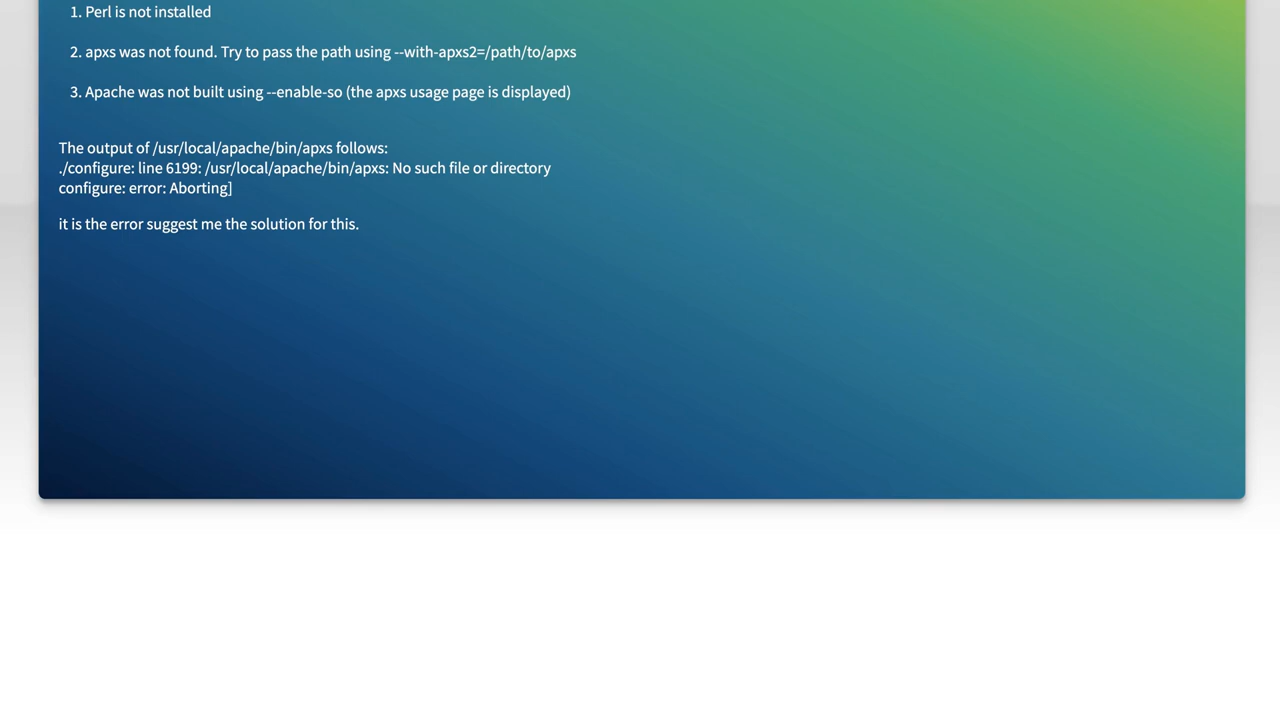 1. Perl is not installed
2. apxs was not found. Try to pass the path using --with-apxs2=/path/to/apxs
3. Apache was not built using --enable-so (the apxs usage page is displayed)
The output of /usr/local/apache/bin/apxs follows:
./configure: line 6199: /usr/local/apache/bin/apxs: No such file or directory
configure: error: Aborting]
it is the error suggest me the solution for this.